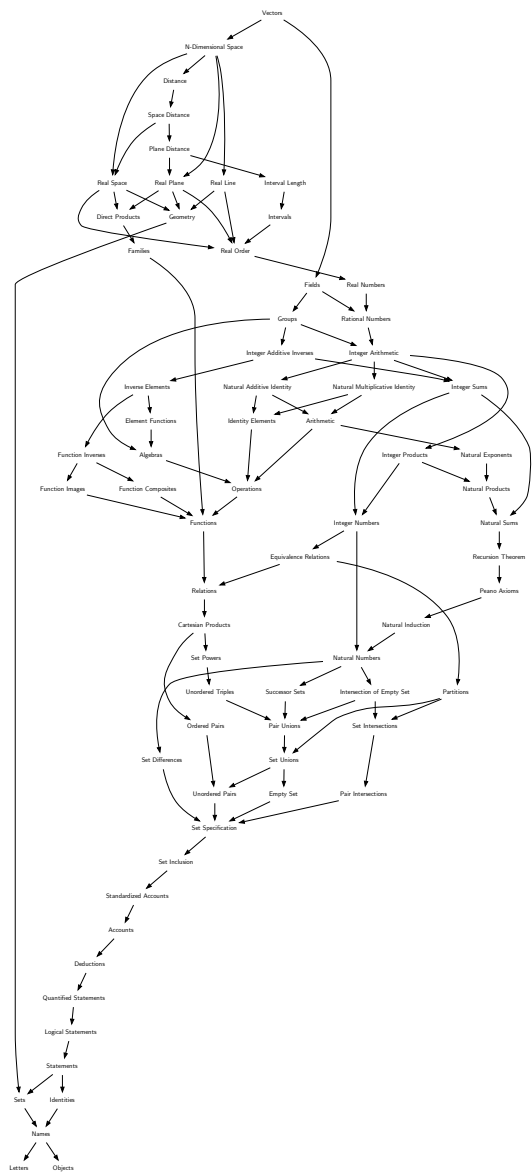 Vectors
N-Dimensional Space
Distance
Space Distance
Plane Distance
Real Space Real Plane Real Line Interval Length
Direct Products Geometry Intervals
Families Real Order
Fields Real Numbers
Groups Rational Numbers
Integer Additive Inverses Integer Arithmetic
Inverse Elements Natural Additive Identity Natural Multiplicative Identity Integer Sums
Element Functions Identity Elements Arithmetic
Function Inverses Algebras Integer Products Natural Exponents
Function Images Function Composites Operations Natural Products
Functions Integer Numbers Natural Sums
Equivalence Relations Recursion Theorem
Relations Peano Axioms
Cartesian Products Natural Induction
Set Powers Natural Numbers
Unordered Triples Successor Sets Intersection of Empty Set Partitions
Ordered Pairs Pair Unions Set Intersections
Set Differences Set Unions
Unordered Pairs Empty Set Pair Intersections
Set Specification
Set Inclusion
Standardized Accounts
Accounts
Deductions
Quantified Statements
Logical Statements
Statements
Sets Identities
Names
Letters Objects